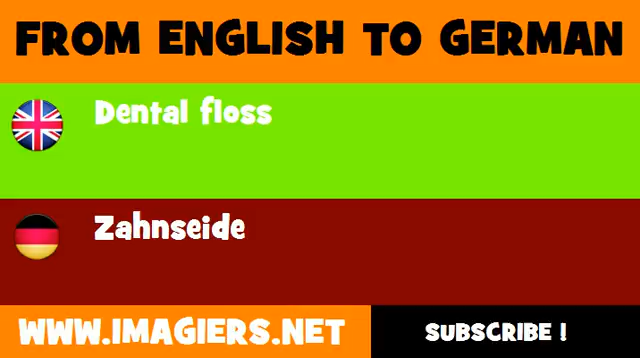 FROM ENGLISH TO GERMAN
Dental floss
Zahnseide
WWW.IMAGIERS.NET
SUBSCRIBE !